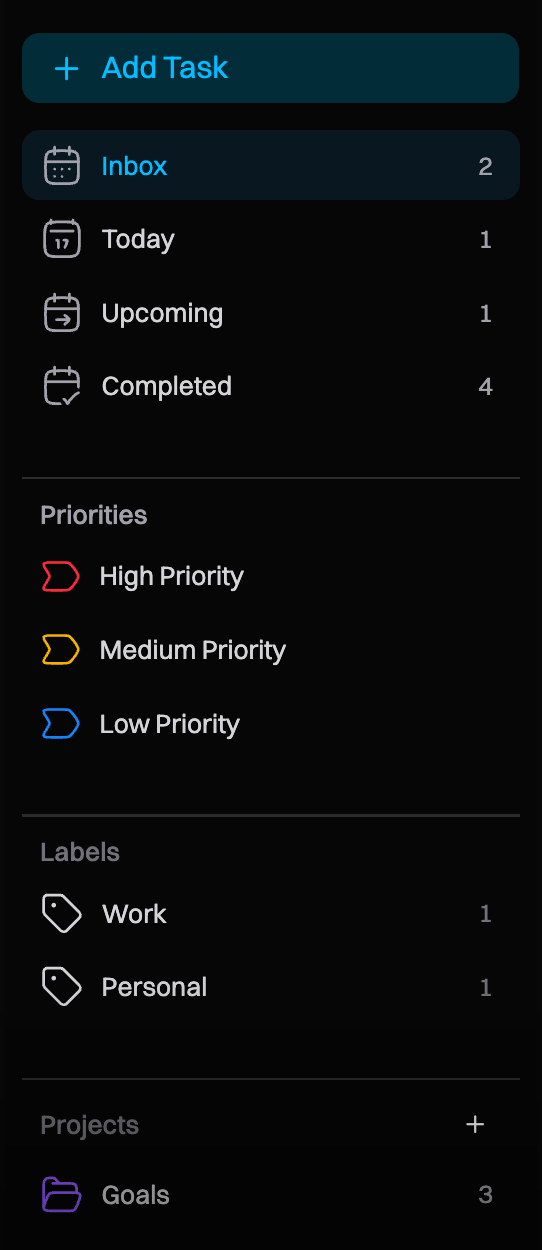 + Add Task
Inbox 2
17
Today 1
Upcoming 1
Completed 4
Priorities
High Priority
Medium Priority
Low Priority
Labels
Work 1
Personal 1
Projects +
Goals 3